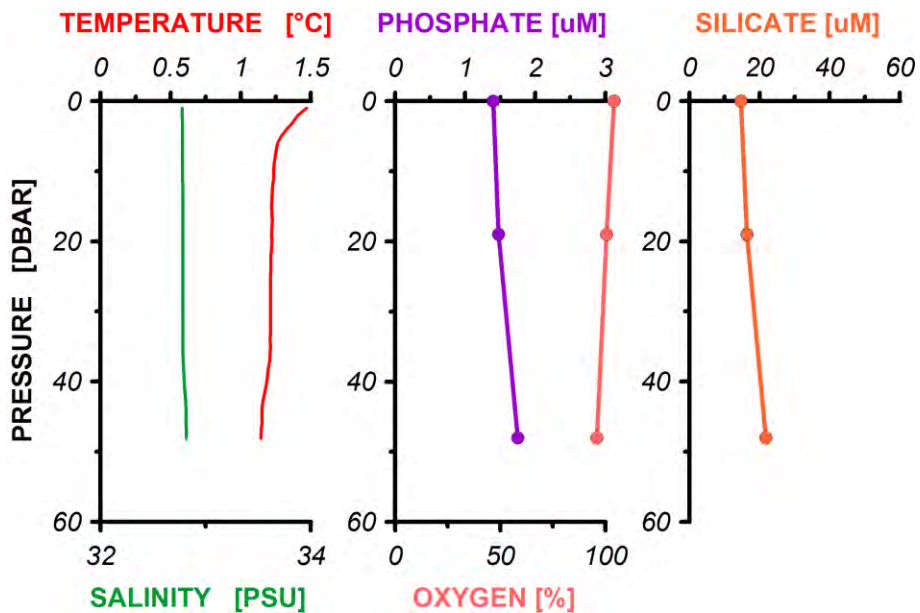 TEMPERATURE [°C] PHOSPHATE [uM] SILICATE [uM]
0 0.5 1 1.5 0 1 2 3 0 20 40 60
0 0 0
20 20 20
40 40 40
60 60 60
32 34 0 50 100
SALINITY [PSU] OXYGEN [%]
PRESSURE [DBAR]